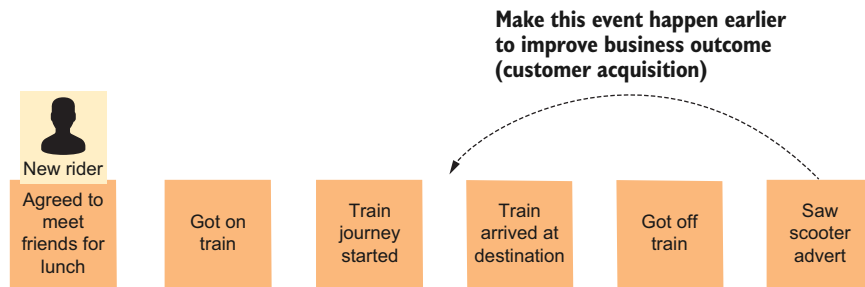 Make this event happen earlier
to improve business outcome
(customer acquisition)
New rider
Agreed to
meet
friends for
lunch
Got on
train
Train
journey
started
Train
arrived at
destination
Got off
train
Saw
scooter
advert